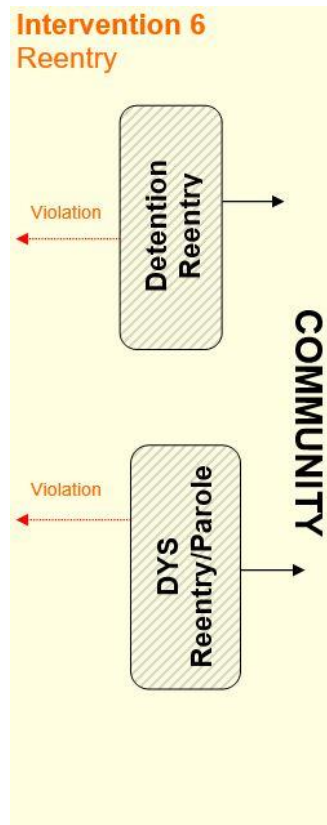 Intervention 6
Reentry
Violation
Detention
Reentry
COMMUNITY
Violation
DYS
Reentry/Parole